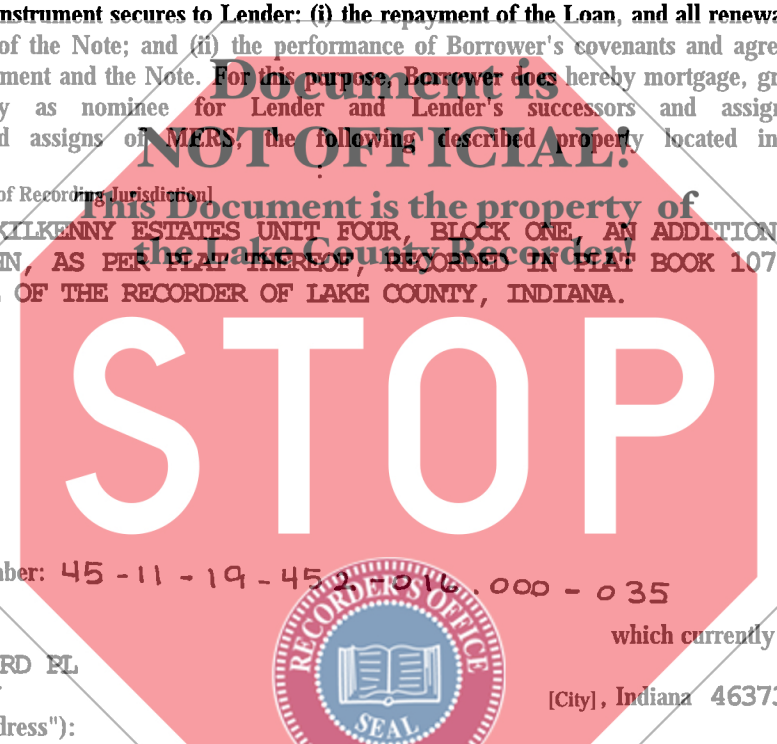 nstrument secures to Lender: (i) the repayment of the Loan, and all renewa
of the Note; and (ii) the performance of Borrower's covenants and agre
ment and the Note. For this purpose, Borrower does hereby mortgage, gr
Document is
y as nominee for Lender and Lender's successors and assig
d assigns of MERS, the following described property located in
NOT OFFICIAL!
:
of Recording Jurisdiction]
This Document is the property of
KILKENNY ESTATES UNIT FOUR, BLOCK ONE, AN ADDITION
the Lake County Recorder!
HN, AS PER PLAT THEREOF, RECORDED IN PLAT BOOK 107
OF THE RECORDER OF LAKE COUNTY, INDIANA.
STOP
ber: 45-11-19-452-016.000-035
RECORDER'S OFFICE
which currently
RD PL
[City], Indiana 46373
SEAL
dress"):